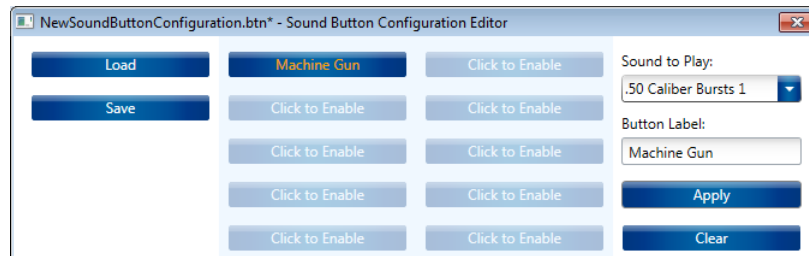 NewSoundButtonConfiguration.btn* - Sound Button Configuration Editor
Load
Save
Machine Gun
Click to Enable
Click to Enable
Click to Enable
Click to Enable
Click to Enable
Click to Enable
Click to Enable
Click to Enable
Click to Enable
Sound to Play:
.50 Caliber Bursts 1
Button Label:
Machine Gun
Apply
Clear